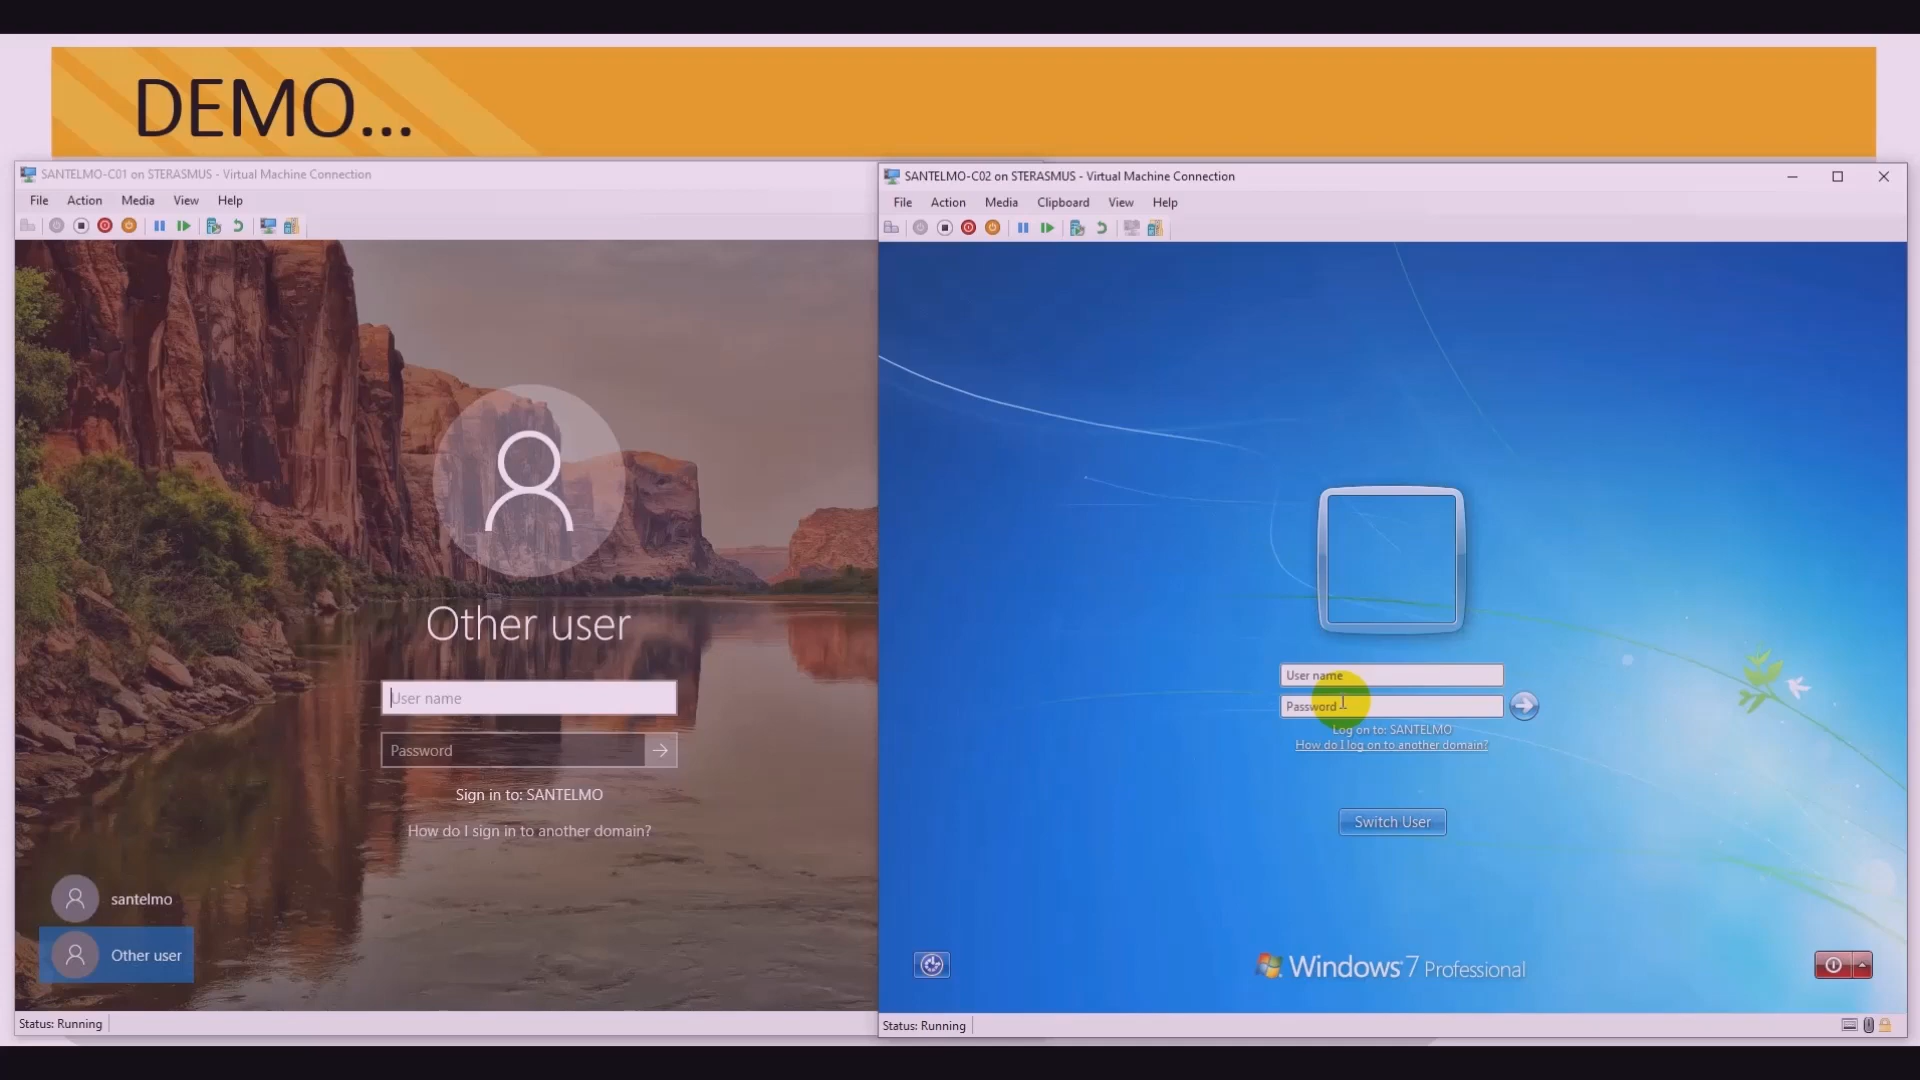 DEMO...
SANTELMO-C01 on STERASMUS - Virtual Machine Connection
File Action Media View Help
User name
Other user
Password
Sign in to: SANTELMO
How do I sign in to another domain?
santelmo
Other user
Status: Running
SANTELMO-C02 on STERASMUS - Virtual Machine Connection
File Action Media Clipboard View Help
User name
Password
Log on to: SANTELMO
How do I log on to another domain?
Switch User
Windows 7 Professional
Status: Running